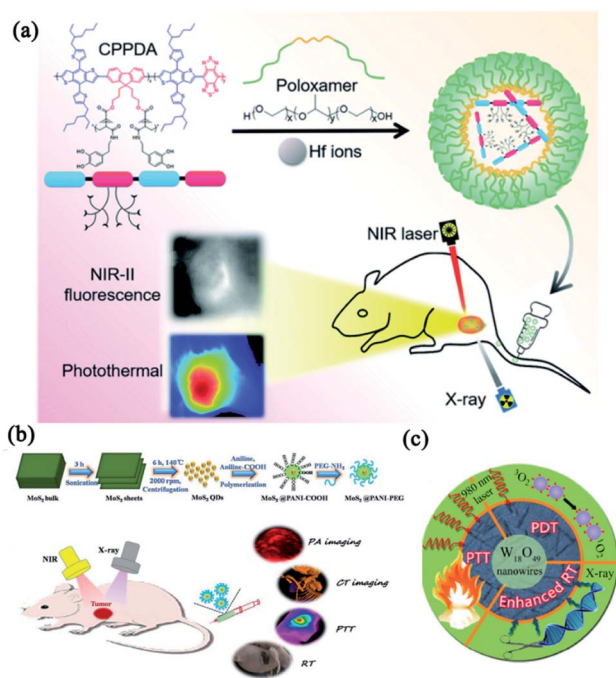 (a)
CPPDA
Poloxamer
Hf ions
NIR laser
NIR-II
fluorescence
Photothermal
X-ray
(b)
3 h
Sonication
6 h, 140℃
2000 rpm,
Centrifugation
Aniline,
Aniline-COOH
Polymerization
PEG-NH₂
MoS₂ bulk
MoS₂ sheets
MoS₂ QDs
MoS₂ @PANI-COOH
MoS₂ @PANI-PEG
NIR
X-ray
Tumor
PA imaging
CT imaging
PTT
RT
(c)
980 nm
laser
³O₂
¹O₂
PDT
PTT
W₁₈O₄₉
nanowires
X-ray
Enhanced RT